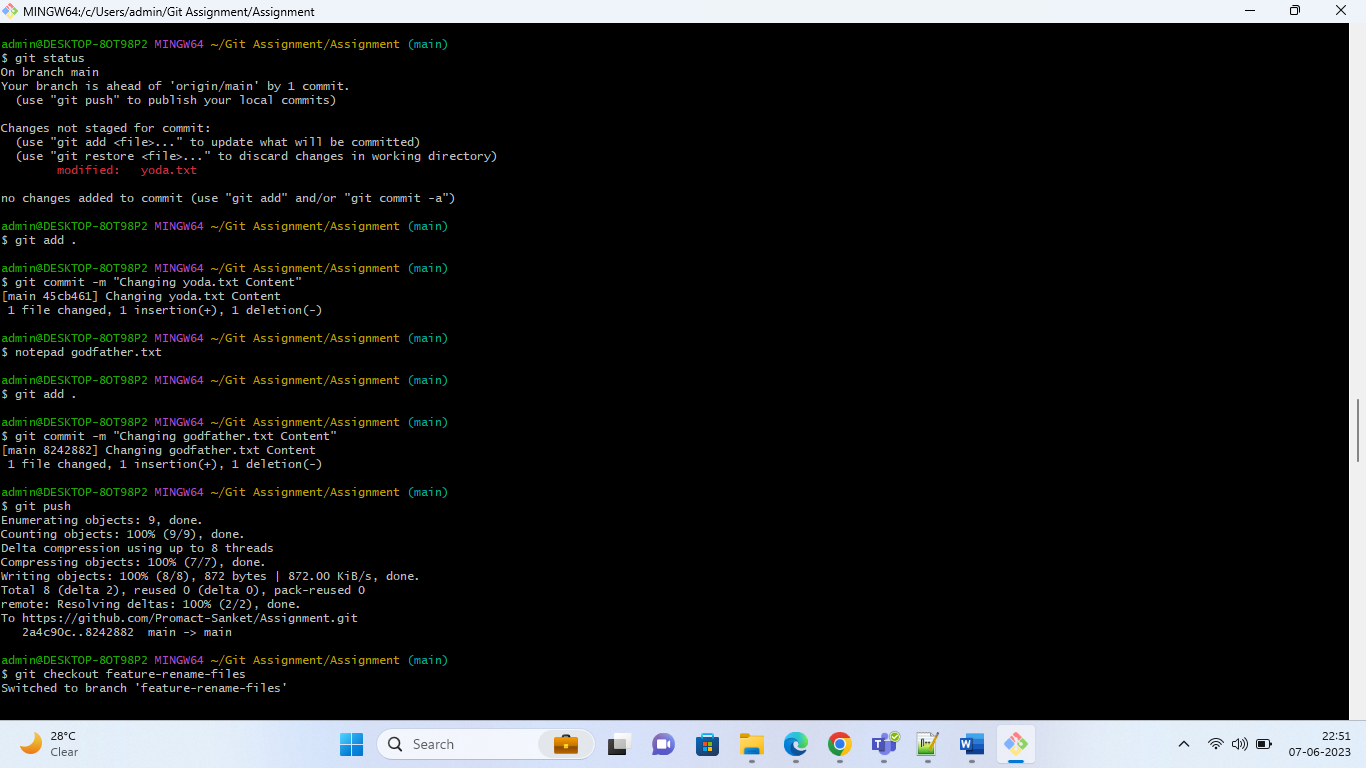 MINGW64:/c/Users/admin/Git Assignment/Assignment
admin@DESKTOP-8OT98P2 MINGW64 ~/Git Assignment/Assignment (main)
$ git status
On branch main
Your branch is ahead of 'origin/main' by 1 commit.
  (use "git push" to publish your local commits)
Changes not staged for commit:
  (use "git add <file>..." to update what will be committed)
  (use "git restore <file>..." to discard changes in working directory)
        modified:   yoda.txt
no changes added to commit (use "git add" and/or "git commit -a")
admin@DESKTOP-8OT98P2 MINGW64 ~/Git Assignment/Assignment (main)
$ git add .
admin@DESKTOP-8OT98P2 MINGW64 ~/Git Assignment/Assignment (main)
$ git commit -m "Changing yoda.txt Content"
[main 45cb461] Changing yoda.txt Content
 1 file changed, 1 insertion(+), 1 deletion(-)
admin@DESKTOP-8OT98P2 MINGW64 ~/Git Assignment/Assignment (main)
$ notepad godfather.txt
admin@DESKTOP-8OT98P2 MINGW64 ~/Git Assignment/Assignment (main)
$ git add .
admin@DESKTOP-8OT98P2 MINGW64 ~/Git Assignment/Assignment (main)
$ git commit -m "Changing godfather.txt Content"
[main 8242882] Changing godfather.txt Content
 1 file changed, 1 insertion(+), 1 deletion(-)
admin@DESKTOP-8OT98P2 MINGW64 ~/Git Assignment/Assignment (main)
$ git push
Enumerating objects: 9, done.
Counting objects: 100% (9/9), done.
Delta compression using up to 8 threads
Compressing objects: 100% (7/7), done.
Writing objects: 100% (8/8), 872 bytes | 872.00 KiB/s, done.
Total 8 (delta 2), reused 0 (delta 0), pack-reused 0
remote: Resolving deltas: 100% (2/2), done.
To https://github.com/Promact-Sanket/Assignment.git
   2a4c90c..8242882  main -> main
admin@DESKTOP-8OT98P2 MINGW64 ~/Git Assignment/Assignment (main)
$ git checkout feature-rename-files
Switched to branch 'feature-rename-files'
28°C
Clear
Search
22:51
07-06-2023